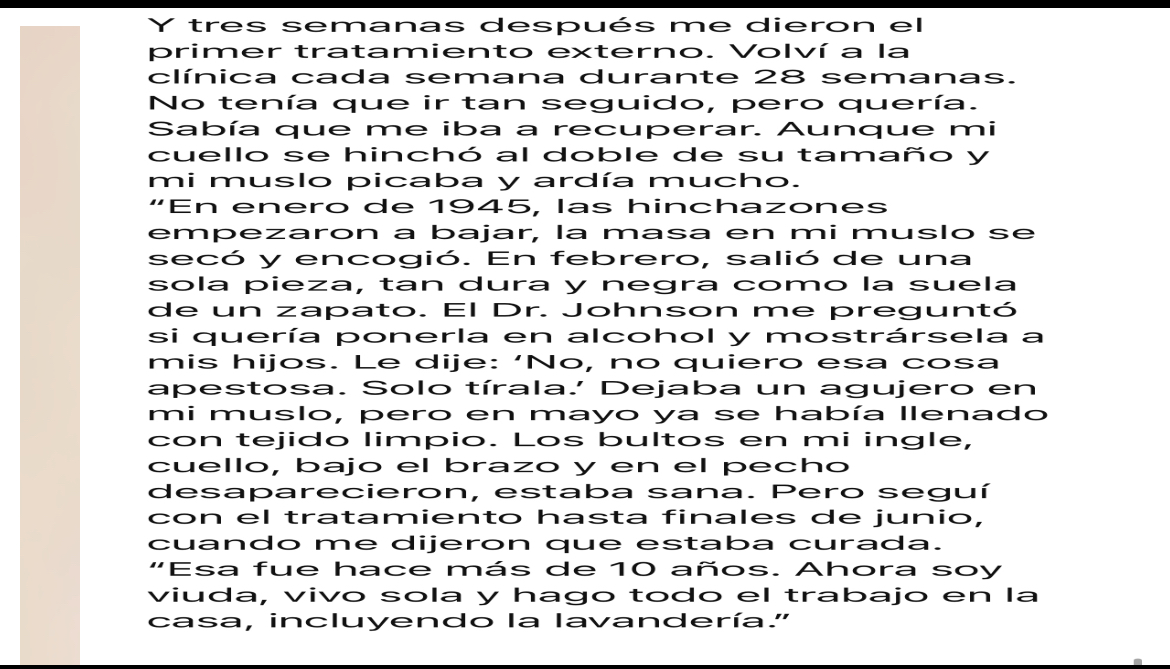 Y tres semanas después me dieron el
primer tratamiento externo. Volví a la
clínica cada semana durante 28 semanas.
No tenía que ir tan seguido, pero quería.
Sabía que me iba a recuperar. Aunque mi
cuello se hinchó al doble de su tamaño y
mi muslo picaba y ardía mucho.
“En enero de 1945, las hinchazones
empezaron a bajar, la masa en mi muslo se
secó y encogió. En febrero, salió de una
sola pieza, tan dura y negra como la suela
de un zapato. El Dr. Johnson me preguntó
si quería ponerla en alcohol y mostrársela a
mis hijos. Le dije: ‘No, no quiero esa cosa
apestosa. Solo tírala.’ Dejaba un agujero en
mi muslo, pero en mayo ya se había llenado
con tejido limpio. Los bultos en mi ingle,
cuello, bajo el brazo y en el pecho
desaparecieron, estaba sana. Pero seguí
con el tratamiento hasta finales de junio,
cuando me dijeron que estaba curada.
“Esa fue hace más de 10 años. Ahora soy
viuda, vivo sola y hago todo el trabajo en la
casa, incluyendo la lavandería.”